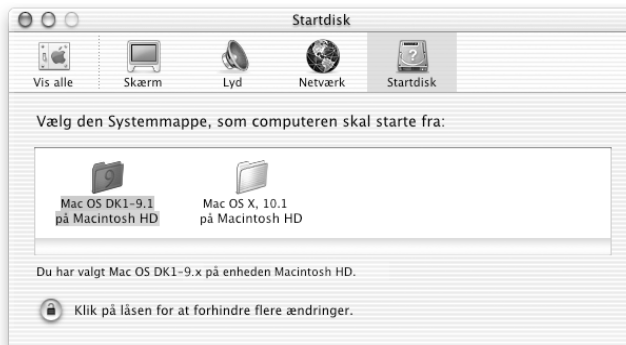 Startdisk
Vis alle Skærm Lyd Netværk Startdisk
Vælg den Systemmappe, som computeren skal starte fra:
9
Mac OS DK1-9.1 Mac OS X, 10.1
på Macintosh HD på Macintosh HD
Du har valgt Mac OS DK1-9.x på enheden Macintosh HD.
Klik på låsen for at forhindre flere ændringer.